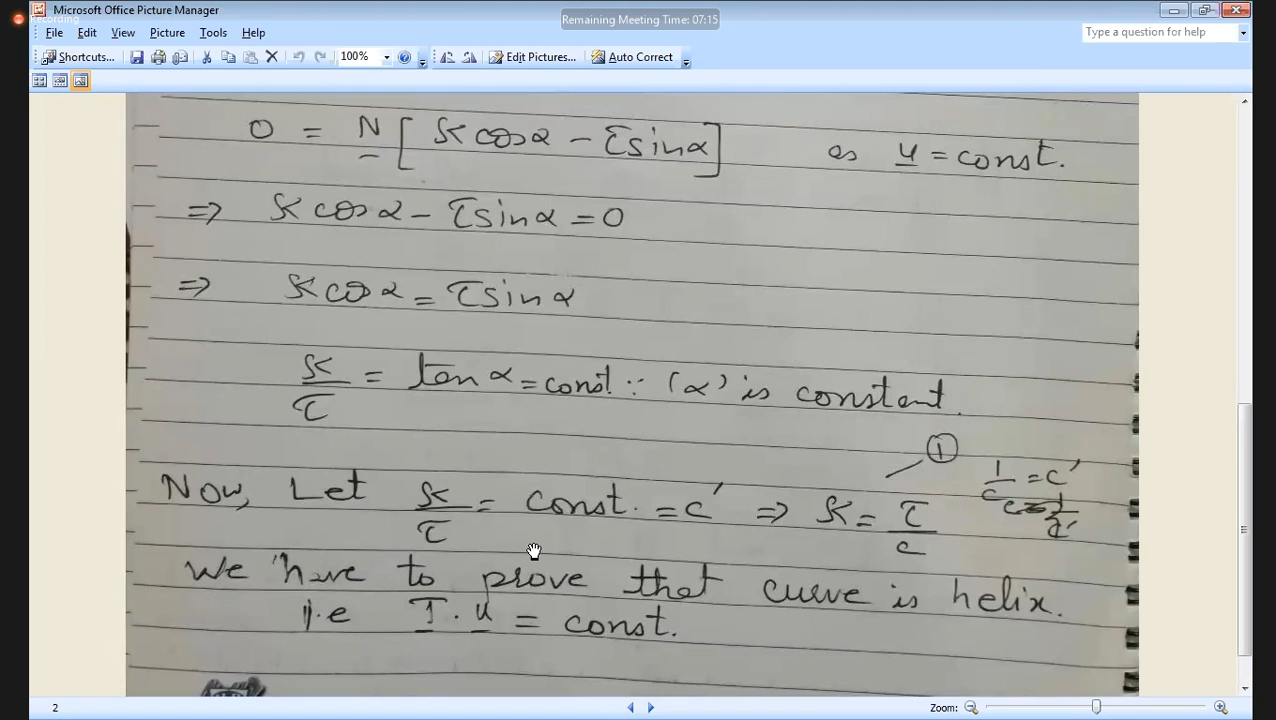 Recording
Microsoft Office Picture Manager
Remaining Meeting Time: 07:15
File Edit View Picture Tools Help
Type a question for help
Shortcuts... 100% Edit Pictures... Auto Correct
0 = N [ K cos α - τ sin α ] as u = const.
⇒ K cos α - τ sin α = 0
⇒ K cos α = τ sin α
K/τ = tan α = const ∵ 'α' is constant.
①
1/c = c'
Now, Let K/τ = const. = c' ⇒ K = τ/c
We have to prove that curve is helix.
i.e T . u = const.
2
Zoom: